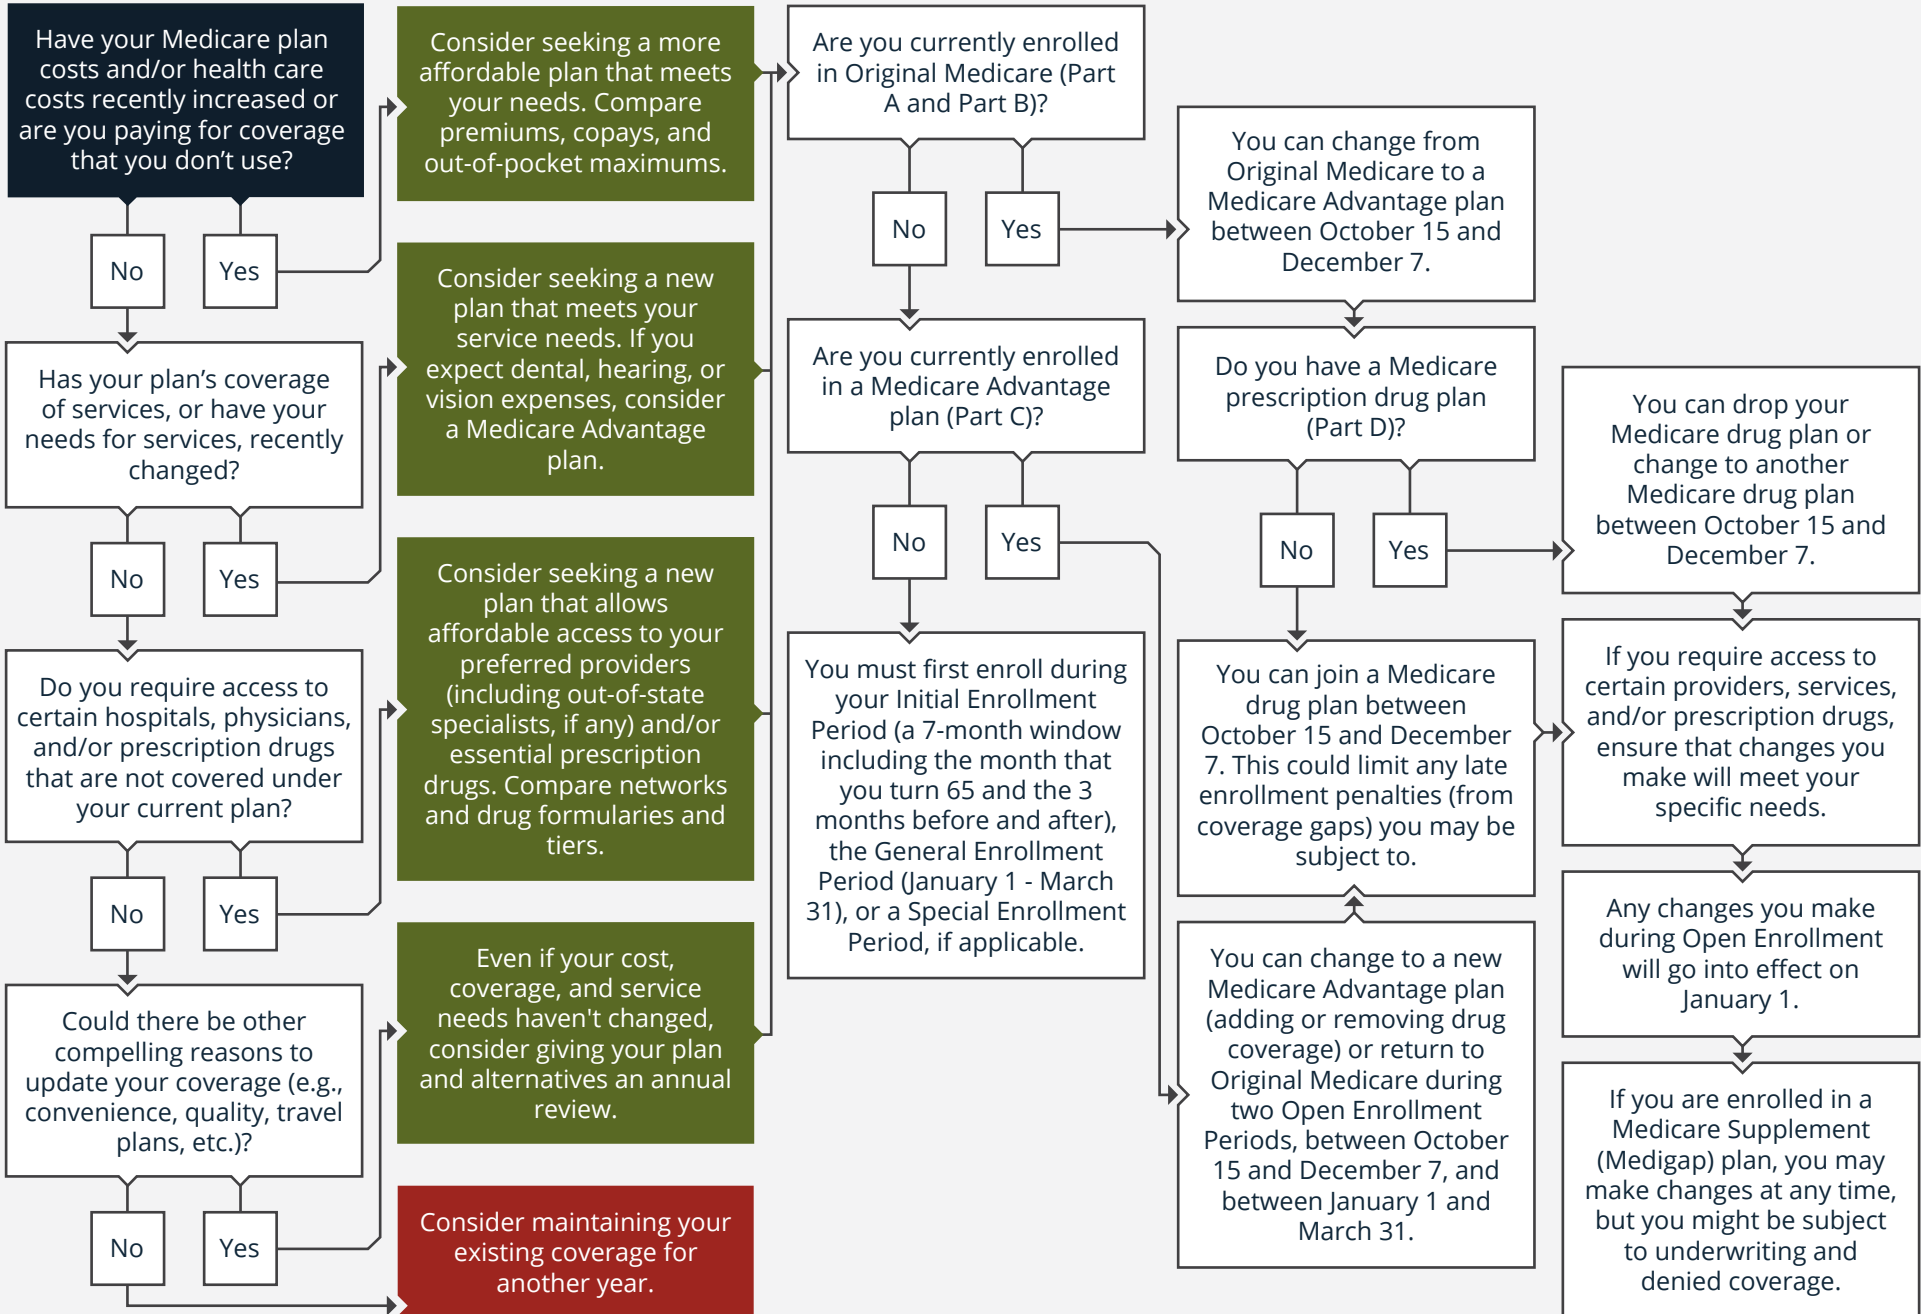 Have your Medicare plan
costs and/or health care
costs recently increased or
are you paying for coverage
that you don’t use?
No
Yes
Has your plan’s coverage
of services, or have your
needs for services, recently
changed?
No
Yes
Do you require access to
certain hospitals, physicians,
and/or prescription drugs
that are not covered under
your current plan?
No
Yes
Could there be other
compelling reasons to
update your coverage (e.g.,
convenience, quality, travel
plans, etc.)?
No
Yes
Consider seeking a more
affordable plan that meets
your needs. Compare
premiums, copays, and
out-of-pocket maximums.
Consider seeking a new
plan that meets your
service needs. If you
expect dental, hearing, or
vision expenses, consider
a Medicare Advantage
plan.
Consider seeking a new
plan that allows
affordable access to your
preferred providers
(including out-of-state
specialists, if any) and/or
essential prescription
drugs. Compare networks
and drug formularies and
tiers.
Even if your cost,
coverage, and service
needs haven't changed,
consider giving your plan
and alternatives an annual
review.
Consider maintaining your
existing coverage for
another year.
Are you currently enrolled
in Original Medicare (Part
A and Part B)?
No
Yes
Are you currently enrolled
in a Medicare Advantage
plan (Part C)?
No
Yes
You must first enroll during
your Initial Enrollment
Period (a 7-month window
including the month that
you turn 65 and the 3
months before and after),
the General Enrollment
Period (January 1 - March
31), or a Special Enrollment
Period, if applicable.
You can change from
Original Medicare to a
Medicare Advantage plan
between October 15 and
December 7.
Do you have a Medicare
prescription drug plan
(Part D)?
No
Yes
You can join a Medicare
drug plan between
October 15 and December
7. This could limit any late
enrollment penalties (from
coverage gaps) you may be
subject to.
You can change to a new
Medicare Advantage plan
(adding or removing drug
coverage) or return to
Original Medicare during
two Open Enrollment
Periods, between October
15 and December 7, and
between January 1 and
March 31.
You can drop your
Medicare drug plan or
change to another
Medicare drug plan
between October 15 and
December 7.
If you require access to
certain providers, services,
and/or prescription drugs,
ensure that changes you
make will meet your
specific needs.
Any changes you make
during Open Enrollment
will go into effect on
January 1.
If you are enrolled in a
Medicare Supplement
(Medigap) plan, you may
make changes at any time,
but you might be subject
to underwriting and
denied coverage.